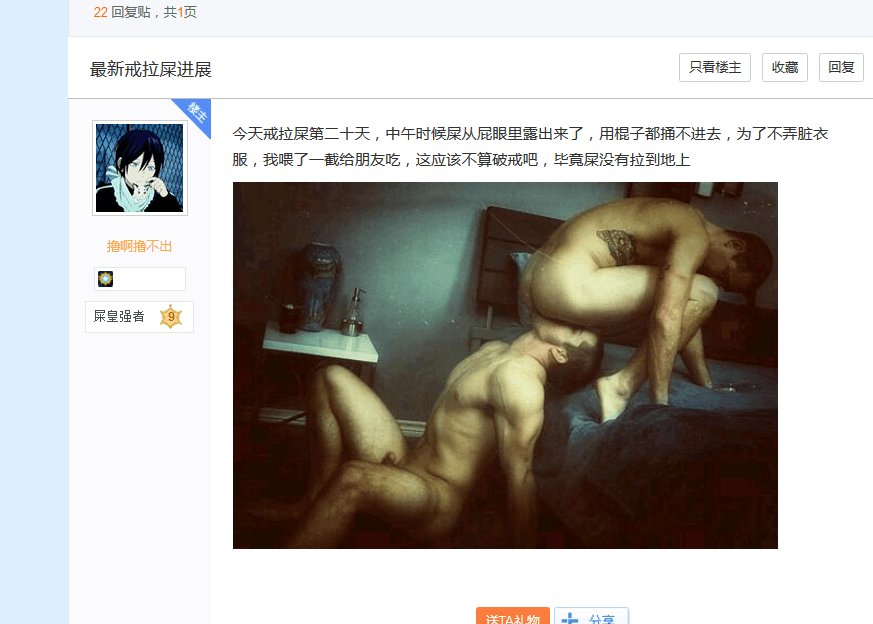 22 回复贴，共1页
最新戒拉屎进展
只看楼主
收藏
回复
楼主
今天戒拉屎第二十天，中午时候屎从屁眼里露出来了，用棍子都捅不进去，为了不弄脏衣
服，我喂了一截给朋友吃，这应该不算破戒吧，毕竟屎没有拉到地上
撸啊撸不出
屎皇强者 9
送TA礼物
分享